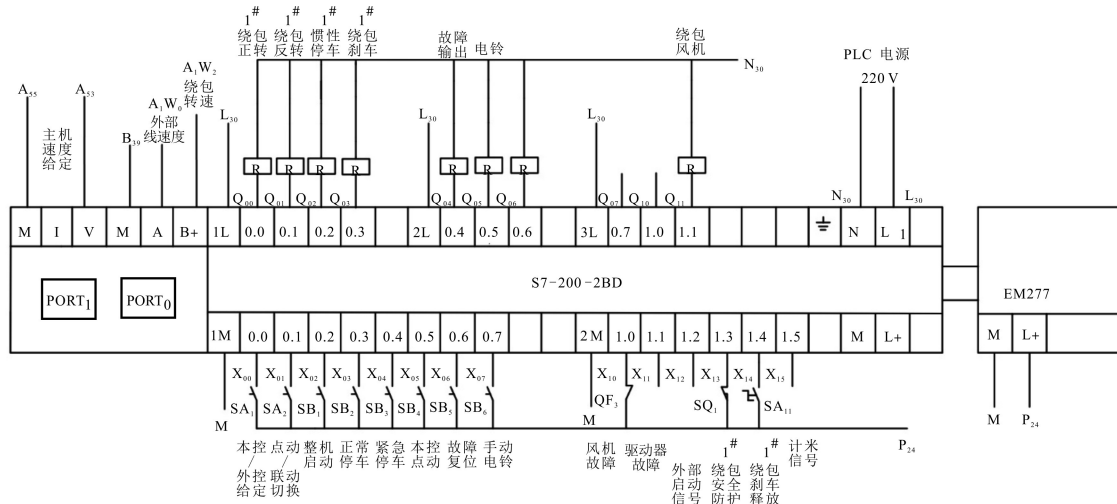 1# 1# 1# 1#
绕包 绕包 惯性 绕包 故障 电铃 绕包
正转 反转 停车 刹车 输出 风机
N₃₀
PLC 电源
220 V
A₁W₂
绕包
转速
A₅₅ A₅₃ A₁W₀ L₃₀ L₃₀ L₃₀
外部
线速度
主机
速度
给定
B₃₉
R R R R R R R R
Q₀₀ Q₀₁ Q₀₂ Q₀₃ Q₀₄ Q₀₅ Q₀₆ Q₀₇ Q₁₀ Q₁₁ N₃₀ L₃₀
M I V M A B+ 1L 0.0 0.1 0.2 0.3 2L 0.4 0.5 0.6 3L 0.7 1.0 1.1 N L 1
S7-200-2BD
PORT₁ PORT₀ EM277
1M 0.0 0.1 0.2 0.3 0.4 0.5 0.6 0.7 2M 1.0 1.1 1.2 1.3 1.4 1.5 M L+ M L+
X₀₀ X₀₁ X₀₂ X₀₃ X₀₄ X₀₅ X₀₆ X₀₇ X₁₀ X₁₁ X₁₂ X₁₃ X₁₄ X₁₅
SA₁ SA₂ SB₁ SB₂ SB₃ SB₄ SB₅ SB₆ QF₃ SQ₁ SA₁₁
M M M P₂₄
P₂₄
本控 点动 整机 正常 紧急 本控 故障 手动 风机 驱动器 1# 1# 计米
/外控 /联动 启动 停车 停车 点动 复位 电铃 故障 故障 外部 绕包 绕包 信号
给定 切换 启动 安全 刹车
信号 防护 释放